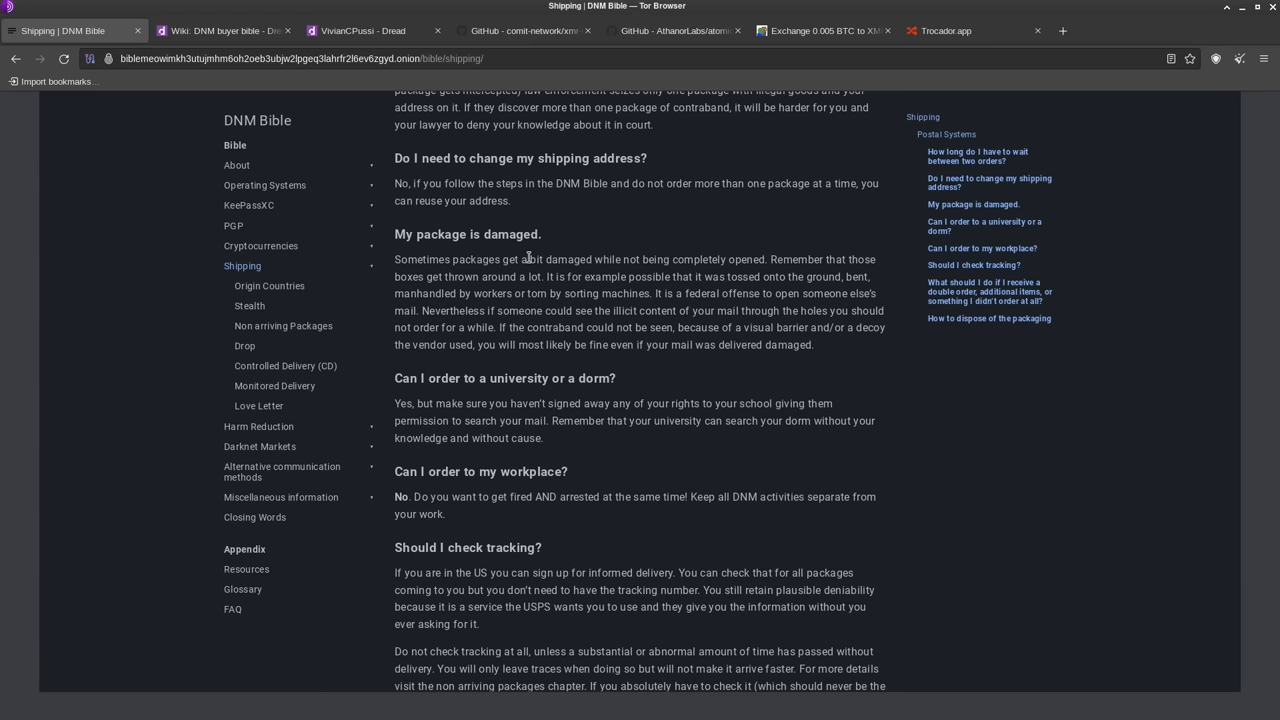 Shipping | DNM Bible — Tor Browser
Shipping | DNM Bible
Wiki: DNM buyer bible - Dre
VivianCPussi - Dread
GitHub - comit-network/xm
GitHub - AthanorLabs/atomi
Exchange 0.005 BTC to XM
Trocador.app
biblemeowimkh3utujmhm6oh2oeb3ubjw2lpgeq3lahrfr2l6ev6zgyd.onion/bible/shipping/
Import bookmarks…
DNM Bible
Bible
About
Operating Systems
KeePassXC
PGP
Cryptocurrencies
Shipping
Origin Countries
Stealth
Non arriving Packages
Drop
Controlled Delivery (CD)
Monitored Delivery
Love Letter
Harm Reduction
Darknet Markets
Alternative communication
methods
Miscellaneous information
Closing Words
Appendix
Resources
Glossary
FAQ
package gets intercepted) law enforcement seizes only one package with illegal goods and your
address on it. If they discover more than one package of contraband, it will be harder for you and
your lawyer to deny your knowledge about it in court.
Do I need to change my shipping address?
No, if you follow the steps in the DNM Bible and do not order more than one package at a time, you
can reuse your address.
My package is damaged.
Sometimes packages get a bit damaged while not being completely opened. Remember that those
boxes get thrown around a lot. It is for example possible that it was tossed onto the ground, bent,
manhandled by workers or torn by sorting machines. It is a federal offense to open someone else’s
mail. Nevertheless if someone could see the illicit content of your mail through the holes you should
not order for a while. If the contraband could not be seen, because of a visual barrier and/or a decoy
the vendor used, you will most likely be fine even if your mail was delivered damaged.
Can I order to a university or a dorm?
Yes, but make sure you haven’t signed away any of your rights to your school giving them
permission to search your mail. Remember that your university can search your dorm without your
knowledge and without cause.
Can I order to my workplace?
No. Do you want to get fired AND arrested at the same time! Keep all DNM activities separate from
your work.
Should I check tracking?
If you are in the US you can sign up for informed delivery. You can check that for all packages
coming to you but you don’t need to have the tracking number. You still retain plausible deniability
because it is a service the USPS wants you to use and they give you the information without you
ever asking for it.
Do not check tracking at all, unless a substantial or abnormal amount of time has passed without
delivery. You will only leave traces when doing so but will not make it arrive faster. For more details
visit the non arriving packages chapter. If you absolutely have to check it (which should never be the
Shipping
Postal Systems
How long do I have to wait
between two orders?
Do I need to change my shipping
address?
My package is damaged.
Can I order to a university or a
dorm?
Can I order to my workplace?
Should I check tracking?
What should I do if I receive a
double order, additional items, or
something I didn’t order at all?
How to dispose of the packaging